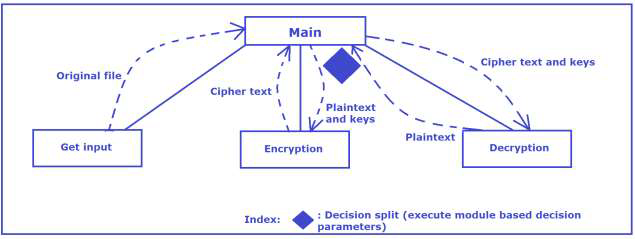 Main
Original file
Cipher text
Cipher text and keys
Plaintext
and keys
Plaintext
Get input
Encryption
Decryption
Index: : Decision split (execute module based decision
parameters)